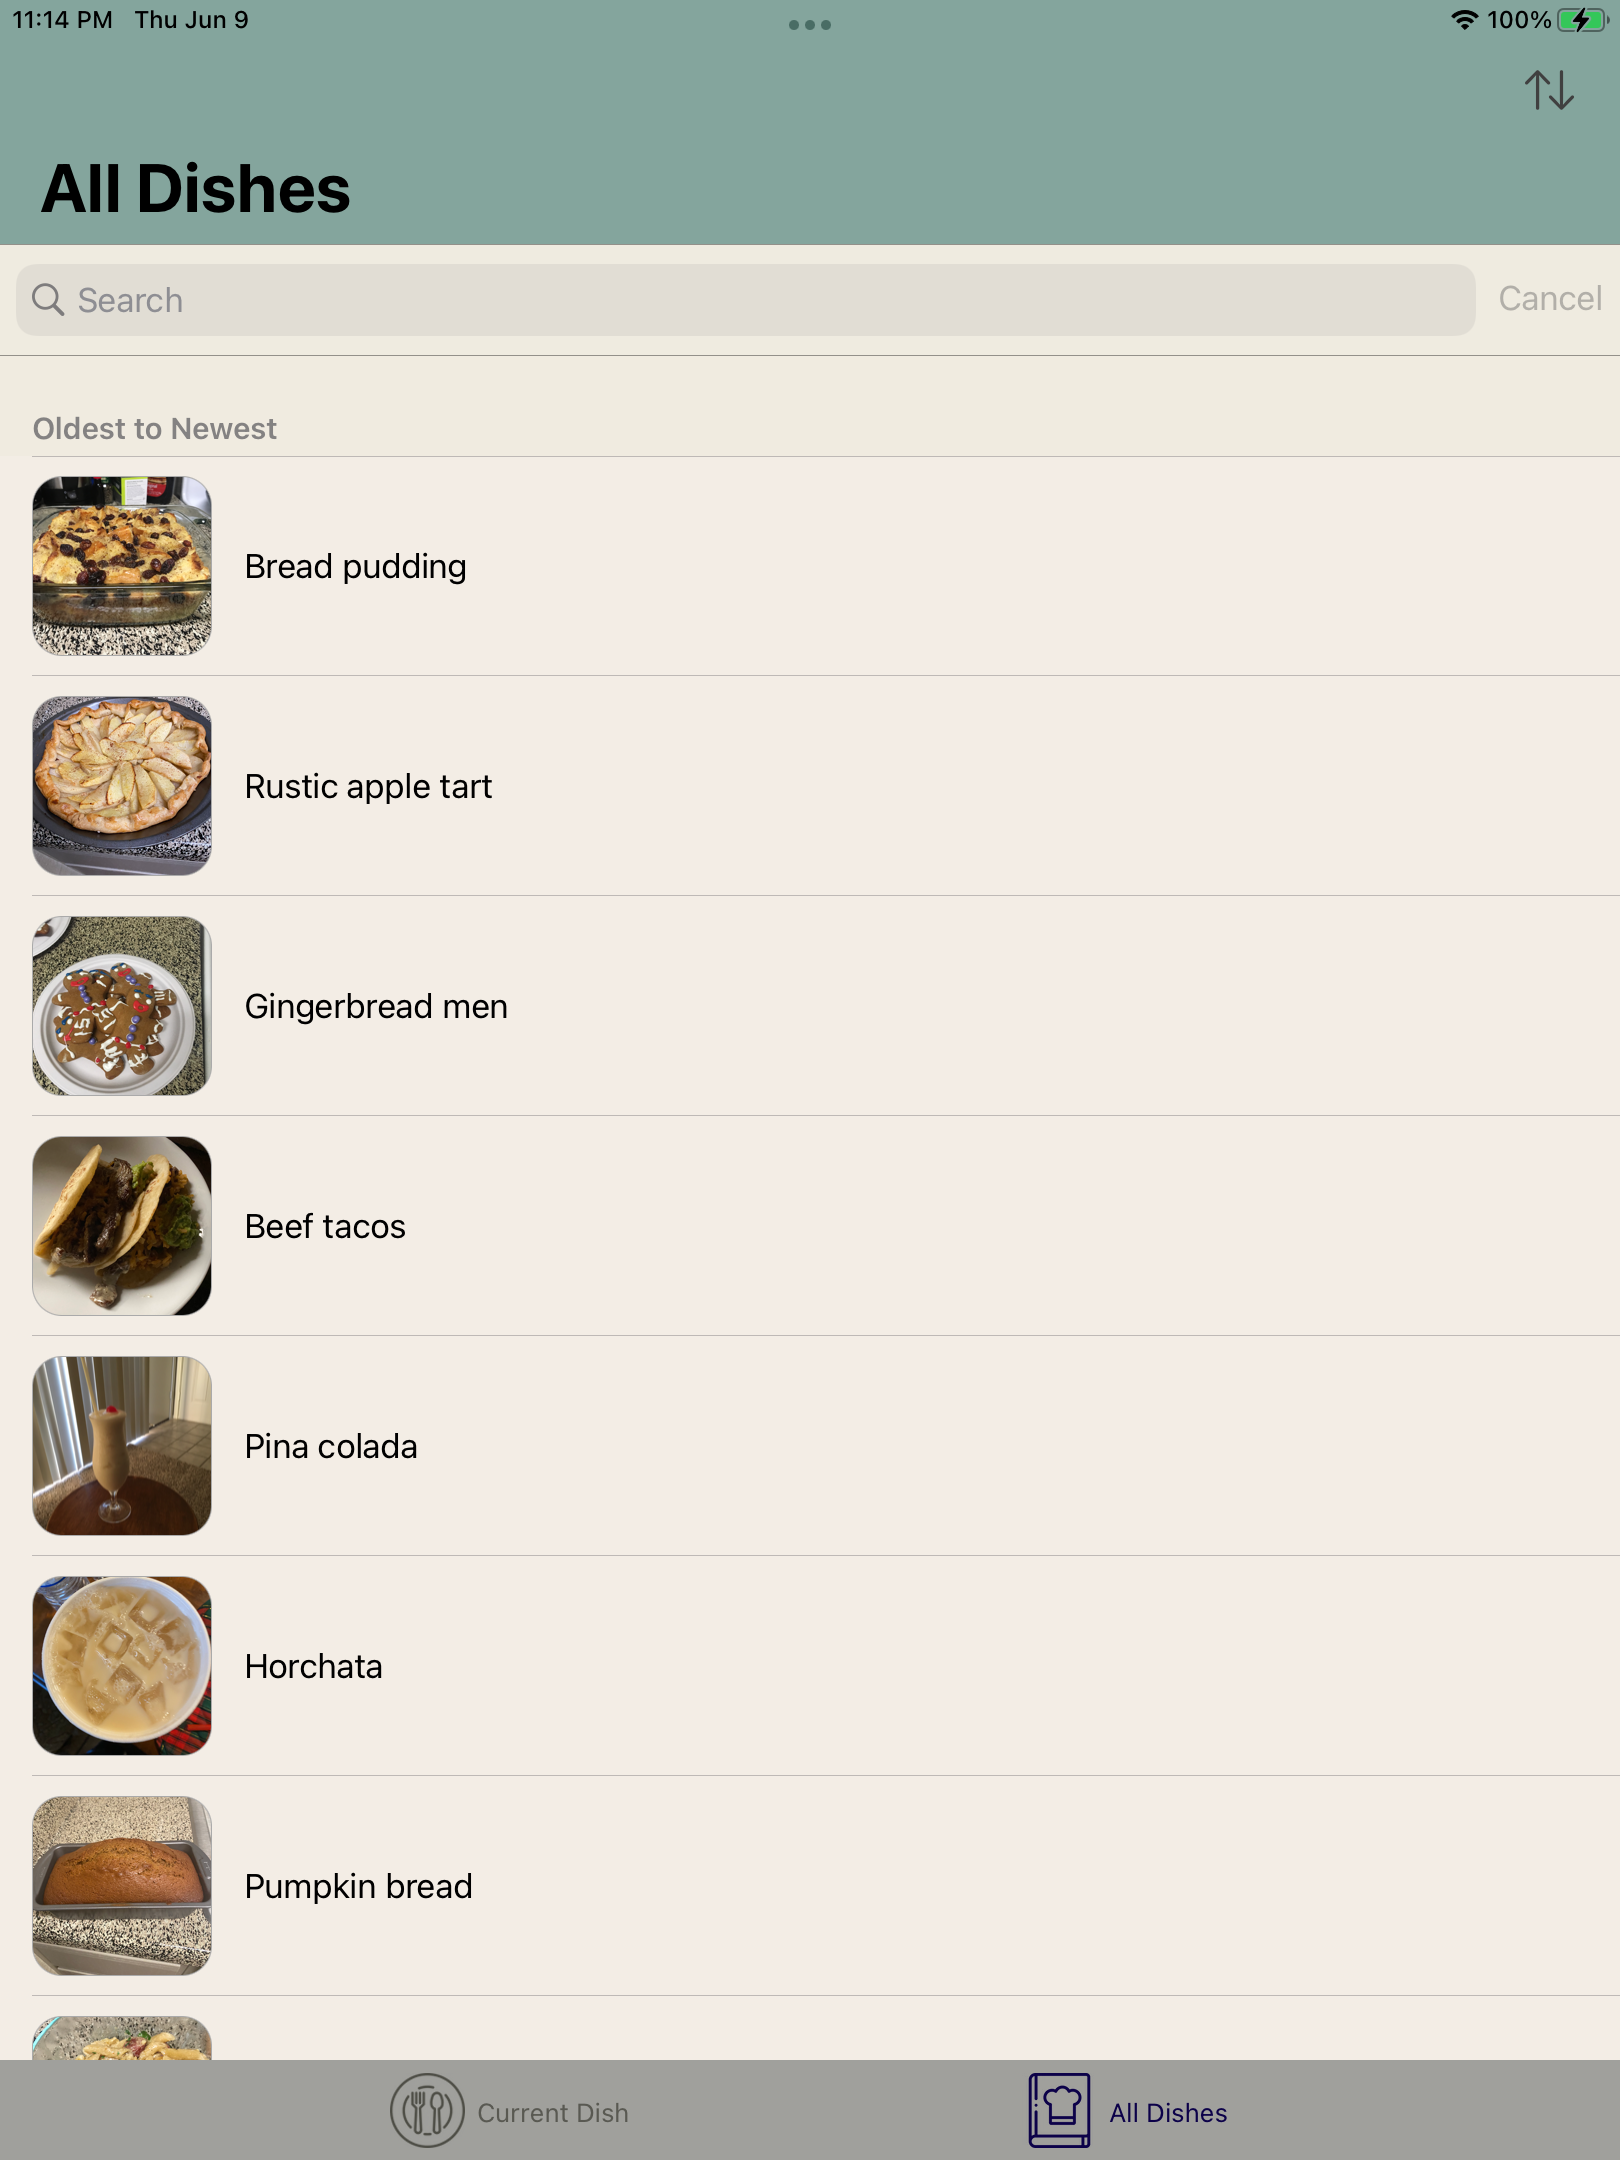 11:14 PM Thu Jun 9
100%
All Dishes
Search
Cancel
Oldest to Newest
Bread pudding
Rustic apple tart
Gingerbread men
Beef tacos
Pina colada
Horchata
Pumpkin bread
Current Dish
All Dishes